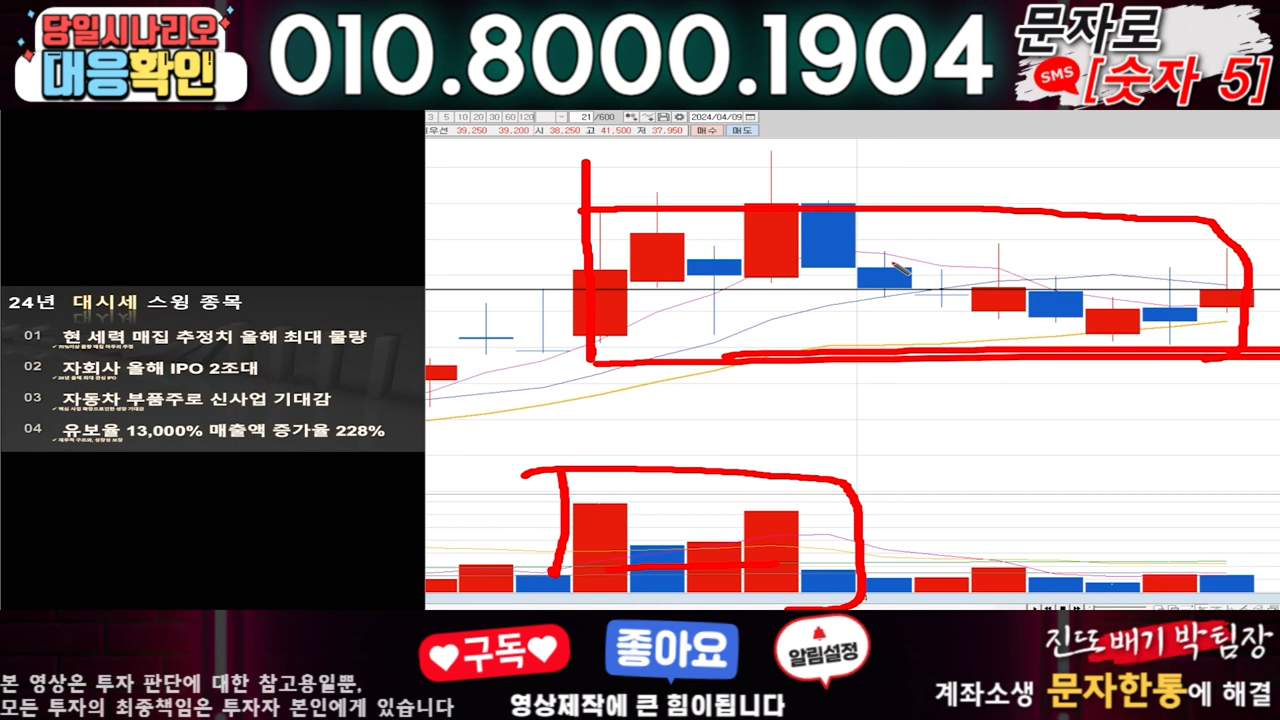 당일시나리오
대응확인
010.8000.1904
문자로
SMS [숫자 5]
3 5 10 20 30 60 120 21 /600 2024/04/09
우선 39,250 39,200 시 38,250 고 41,500 저 37,950 매수 매도
24년 대시세 스윙 종목
01 현 세력 매집 추정치 올해 최대 물량
02 자회사 올해 IPO 2조대
03 자동차 부품주로 신사업 기대감
04 유보율 13,000% 매출액 증가율 228%
구독
좋아요
알림설정
영상제작에 큰 힘이됩니다
본 영상은 투자 판단에 대한 참고용일뿐,
모든 투자의 최종책임은 투자자 본인에게 있습니다
진또배기 박팀장
계좌소생 문자한통에 해결